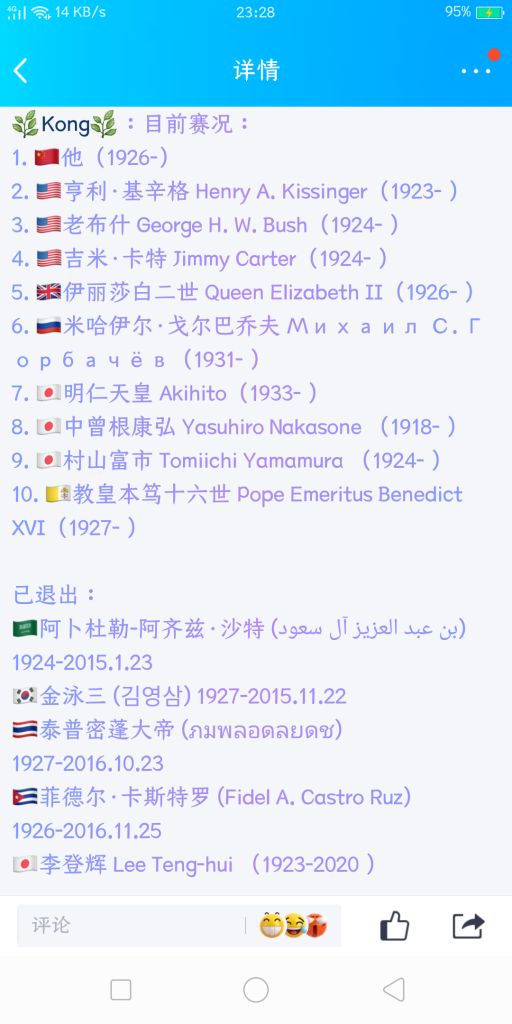 4G 14 KB/s 23:28 95%
详情
🌿Kong🌿：目前赛况：
1. 🇨🇳他（1926-）
2. 🇺🇸亨利·基辛格 Henry A. Kissinger（1923- ）
3. 🇺🇸老布什 George H. W. Bush（1924- ）
4. 🇺🇸吉米·卡特 Jimmy Carter（1924- ）
5. 🇬🇧伊丽莎白二世 Queen Elizabeth II（1926- ）
6. 🇷🇺米哈伊尔·戈尔巴乔夫 Михаил С. Г
орбачёв（1931- ）
7. 🇯🇵明仁天皇 Akihito（1933- ）
8. 🇯🇵中曾根康弘 Yasuhiro Nakasone （1918- ）
9. 🇯🇵村山富市 Tomiichi Yamamura （1924- ）
10. 🇻🇦教皇本笃十六世 Pope Emeritus Benedict
XVI（1927- ）
已退出：
🇸🇦阿卜杜勒-阿齐兹·沙特 (بن عبد العزيز آل سعود)
1924-2015.1.23
🇰🇷金泳三 (김영삼) 1927-2015.11.22
🇹🇭泰普密蓬大帝 (ภมพลอดลยดช)
1927-2016.10.23
🇨🇺菲德尔·卡斯特罗 (Fidel A. Castro Ruz)
1926-2016.11.25
🇯🇵李登辉 Lee Teng-hui （1923-2020 ）
评论